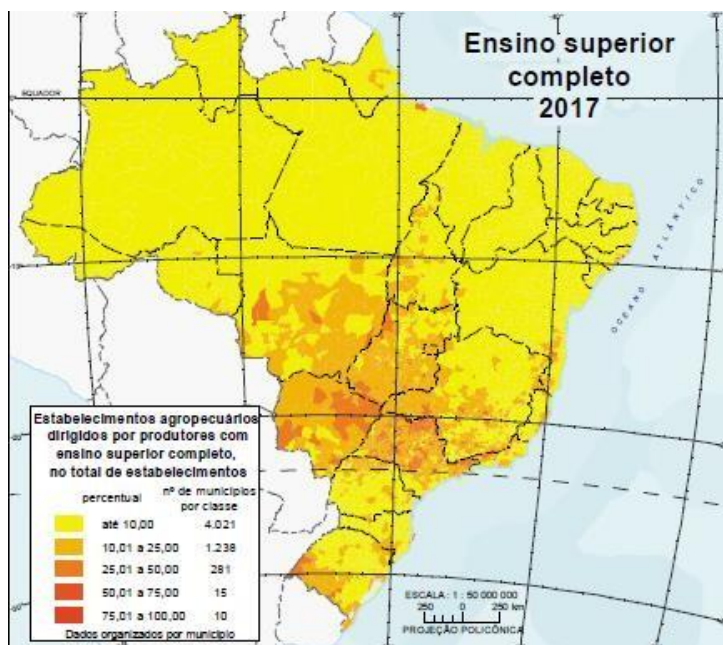 Ensino superior
completo
2017
EQUADOR
OCEANO ATLÂNTICO
Estabelecimentos agropecuários
dirigidos por produtores com
ensino superior completo,
no total de estabelecimentos
percentual nº de municípios por classe
até 10,00 4.021
10,01 a 25,00 1.238
25,01 a 50,00 281
50,01 a 75,00 15
75,01 a 100,00 10
Dados organizados por município
ESCALA : 1 : 50 000 000
250 0 250 km
PROJEÇÃO POLICÔNICA